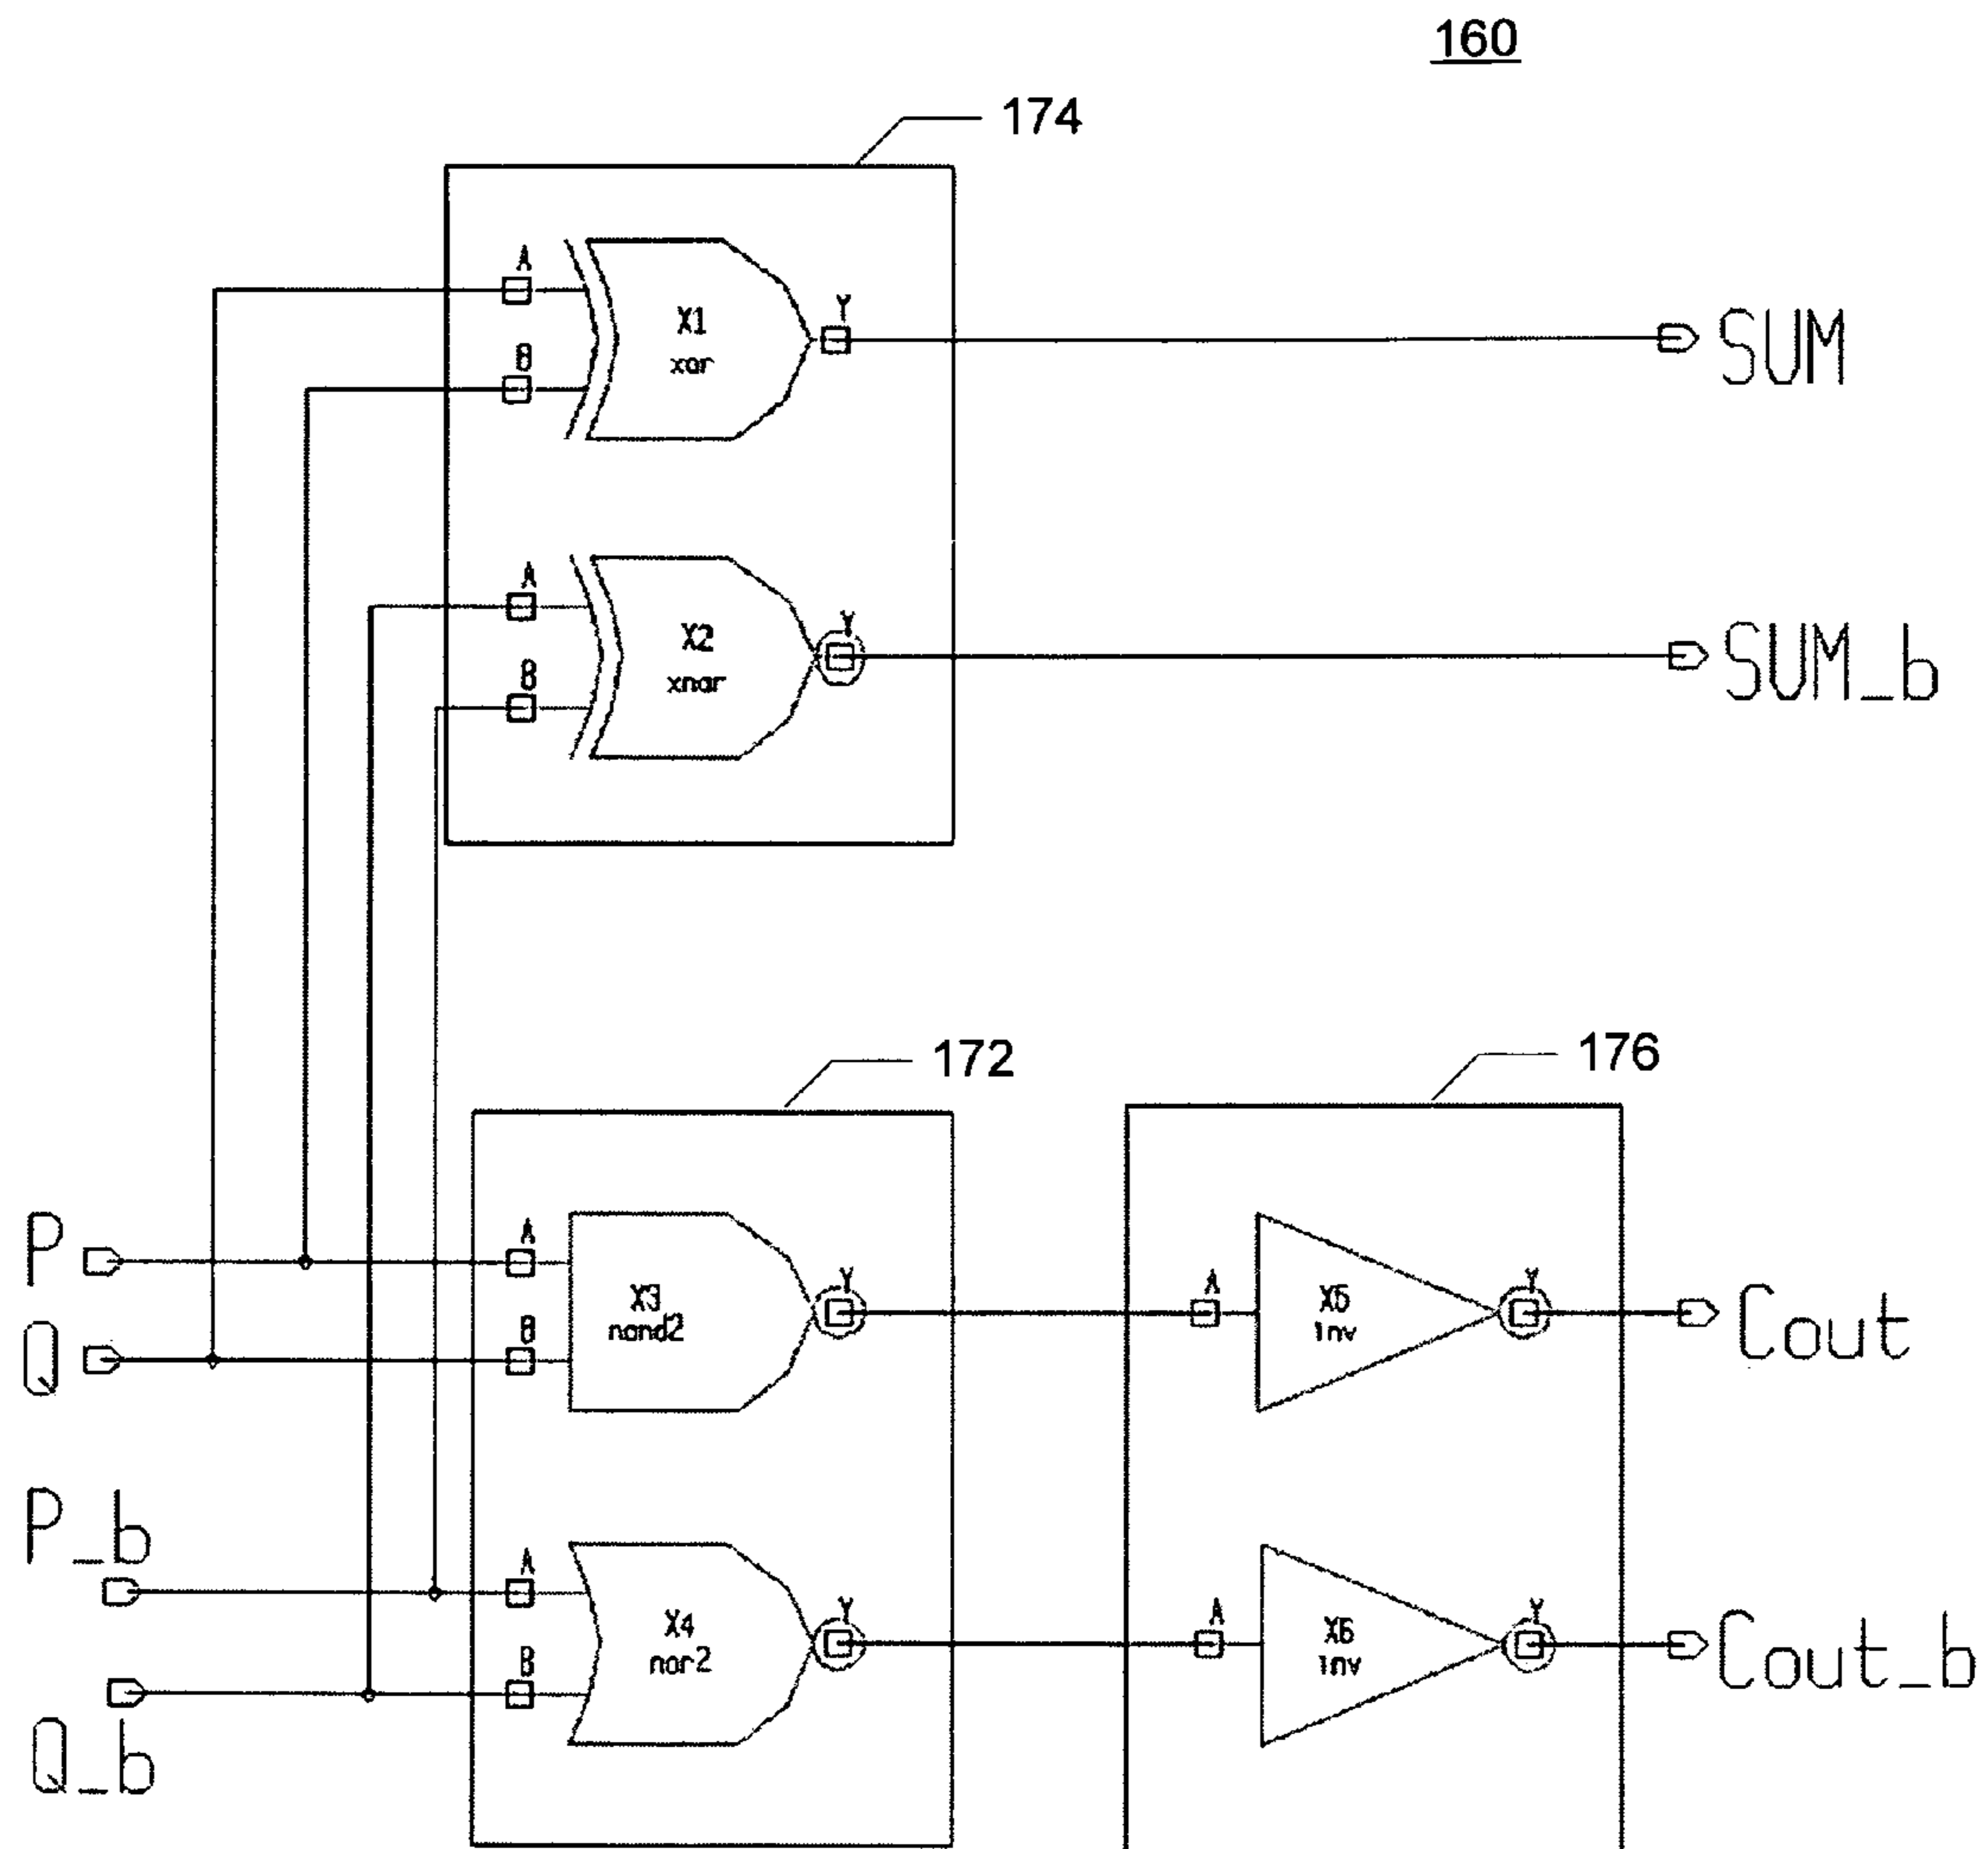 160
174
A
X1
xor
B
Y
SUM
A
X2
xnor
B
Y
SUM_b
172
176
P
A
X3
nand2
Y
A
X5
inv
Y
Cout
Q
B
P_b
A
X4
nor2
Y
A
X6
inv
Y
Cout_b
B
Q_b